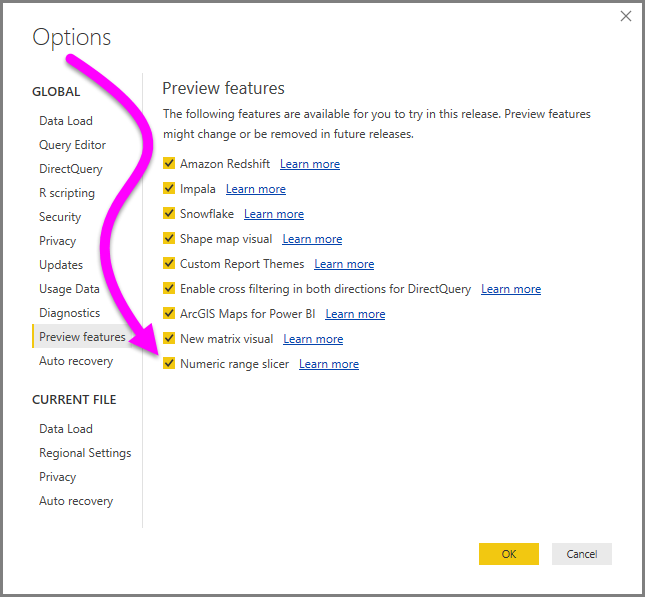 Options
GLOBAL
Data Load
Query Editor
DirectQuery
R scripting
Security
Privacy
Updates
Usage Data
Diagnostics
Preview features
Auto recovery
CURRENT FILE
Data Load
Regional Settings
Privacy
Auto recovery
Preview features
The following features are available for you to try in this release. Preview features
might change or be removed in future releases.
Amazon Redshift Learn more
Impala Learn more
Snowflake Learn more
Shape map visual Learn more
Custom Report Themes Learn more
Enable cross filtering in both directions for DirectQuery Learn more
ArcGIS Maps for Power BI Learn more
New matrix visual Learn more
Numeric range slicer Learn more
OK Cancel